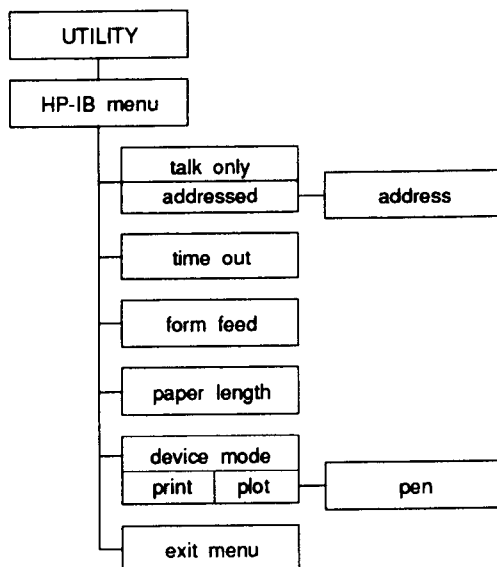 UTILITY
HP-IB menu
talk only
addressed
address
time out
form feed
paper length
device mode
print
plot
pen
exit menu